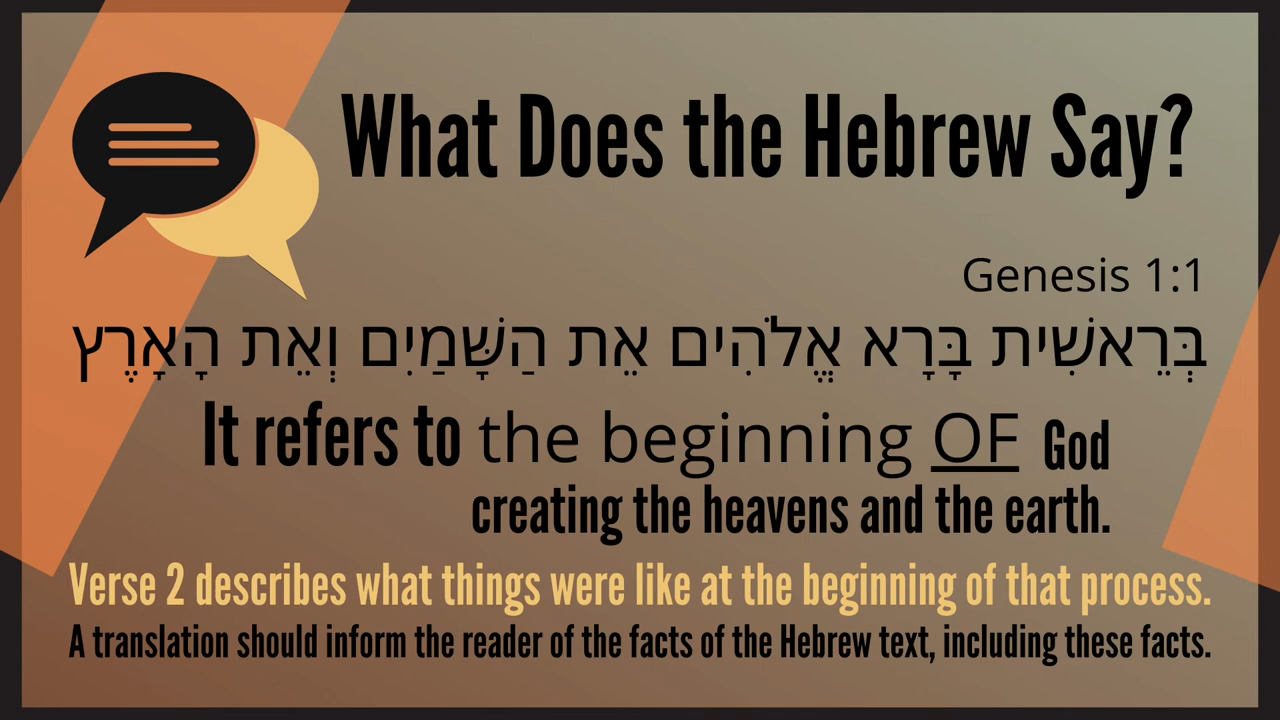 What Does the Hebrew Say?
Genesis 1:1
בְּרֵאשִׁית בָּרָא אֱלֹהִים אֵת הַשָּׁמַיִם וְאֵת הָאָרֶץ
It refers to the beginning OF God
creating the heavens and the earth.
Verse 2 describes what things were like at the beginning of that process.
A translation should inform the reader of the facts of the Hebrew text, including these facts.